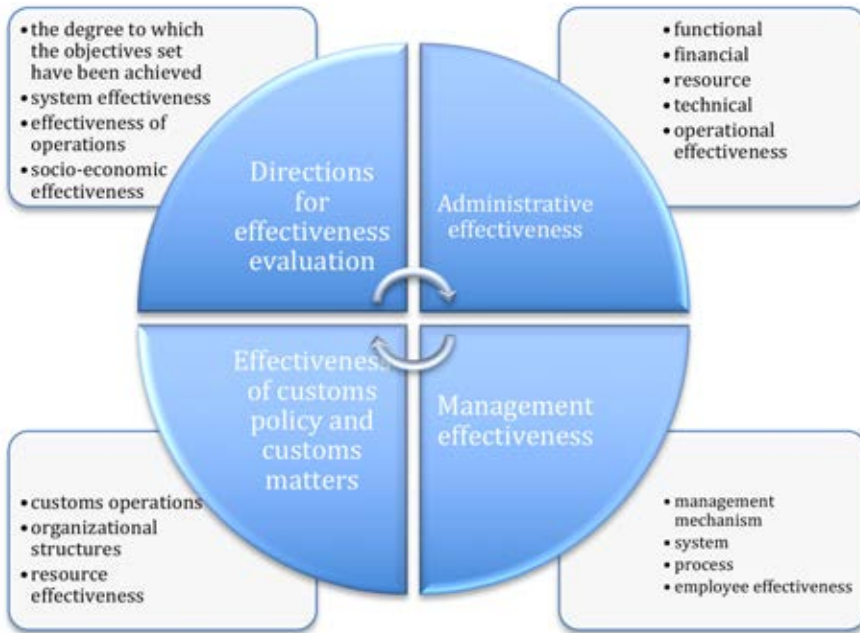 • the degree to which
the objectives set
have been achieved
• system effectiveness
• effectiveness of
operations
• socio-economic
effectiveness
• functional
• financial
• resource
• technical
• operational
effectiveness
Directions
for
effectiveness
evaluation
Administrative
effectiveness
Effectiveness
of customs
policy and
customs
matters
Management
effectiveness
• customs operations
• organizational
structures
• resource
effectiveness
• management
mechanism
• system
• process
• employee effectiveness